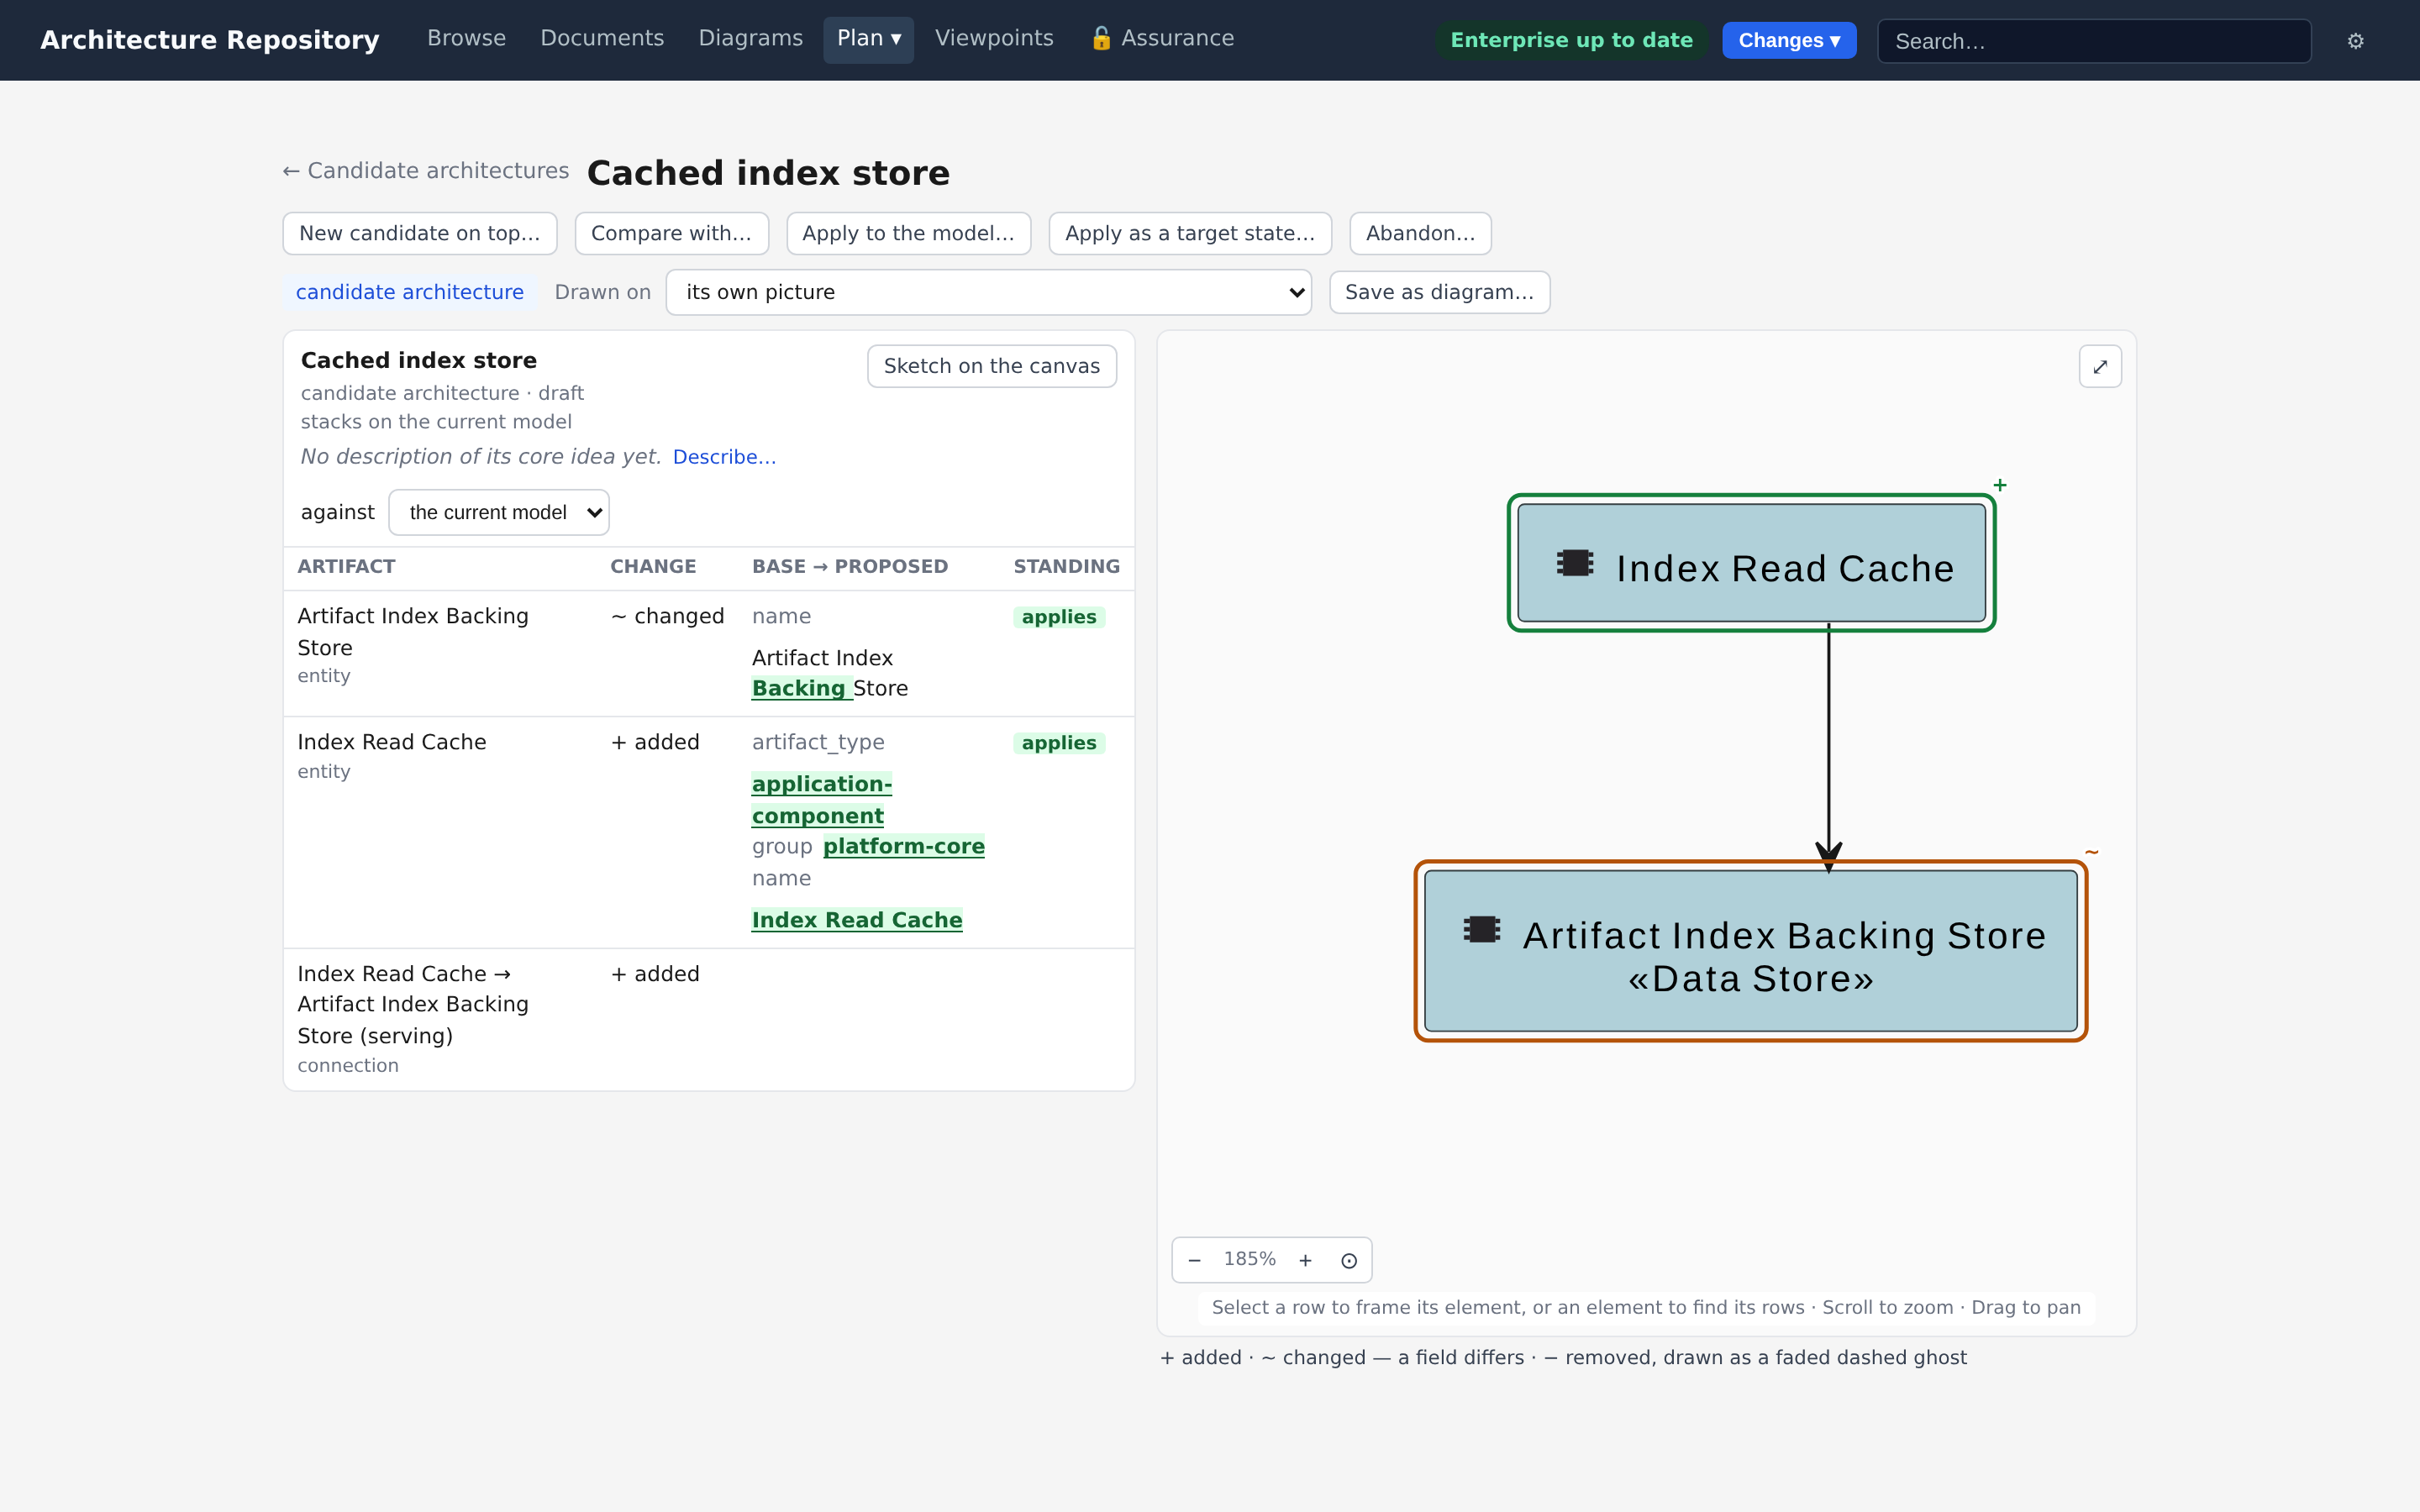 Architecture Repository Browse Documents Diagrams Plan ▾ Viewpoints 🔓 Assurance Enterprise up to date Changes ▾ Search… ⚙
← Candidate architectures Cached index store
New candidate on top… Compare with… Apply to the model… Apply as a target state… Abandon…
candidate architecture Drawn on its own picture Save as diagram…
Cached index store Sketch on the canvas
candidate architecture · draft
stacks on the current model
No description of its core idea yet. Describe…
against the current model
ARTIFACT CHANGE BASE → PROPOSED STANDING
Artifact Index Backing
Store
entity
~ changed
name
Artifact Index
Backing Store
applies
Index Read Cache
entity
+ added
artifact_type
application-
component
group platform-core
name
Index Read Cache
applies
Index Read Cache →
Artifact Index Backing
Store (serving)
connection
+ added
⤢
+
Index Read Cache
~
Artifact Index Backing Store
«Data Store»
− 185% + ⊙
Select a row to frame its element, or an element to find its rows · Scroll to zoom · Drag to pan
+ added · ~ changed — a field differs · − removed, drawn as a faded dashed ghost